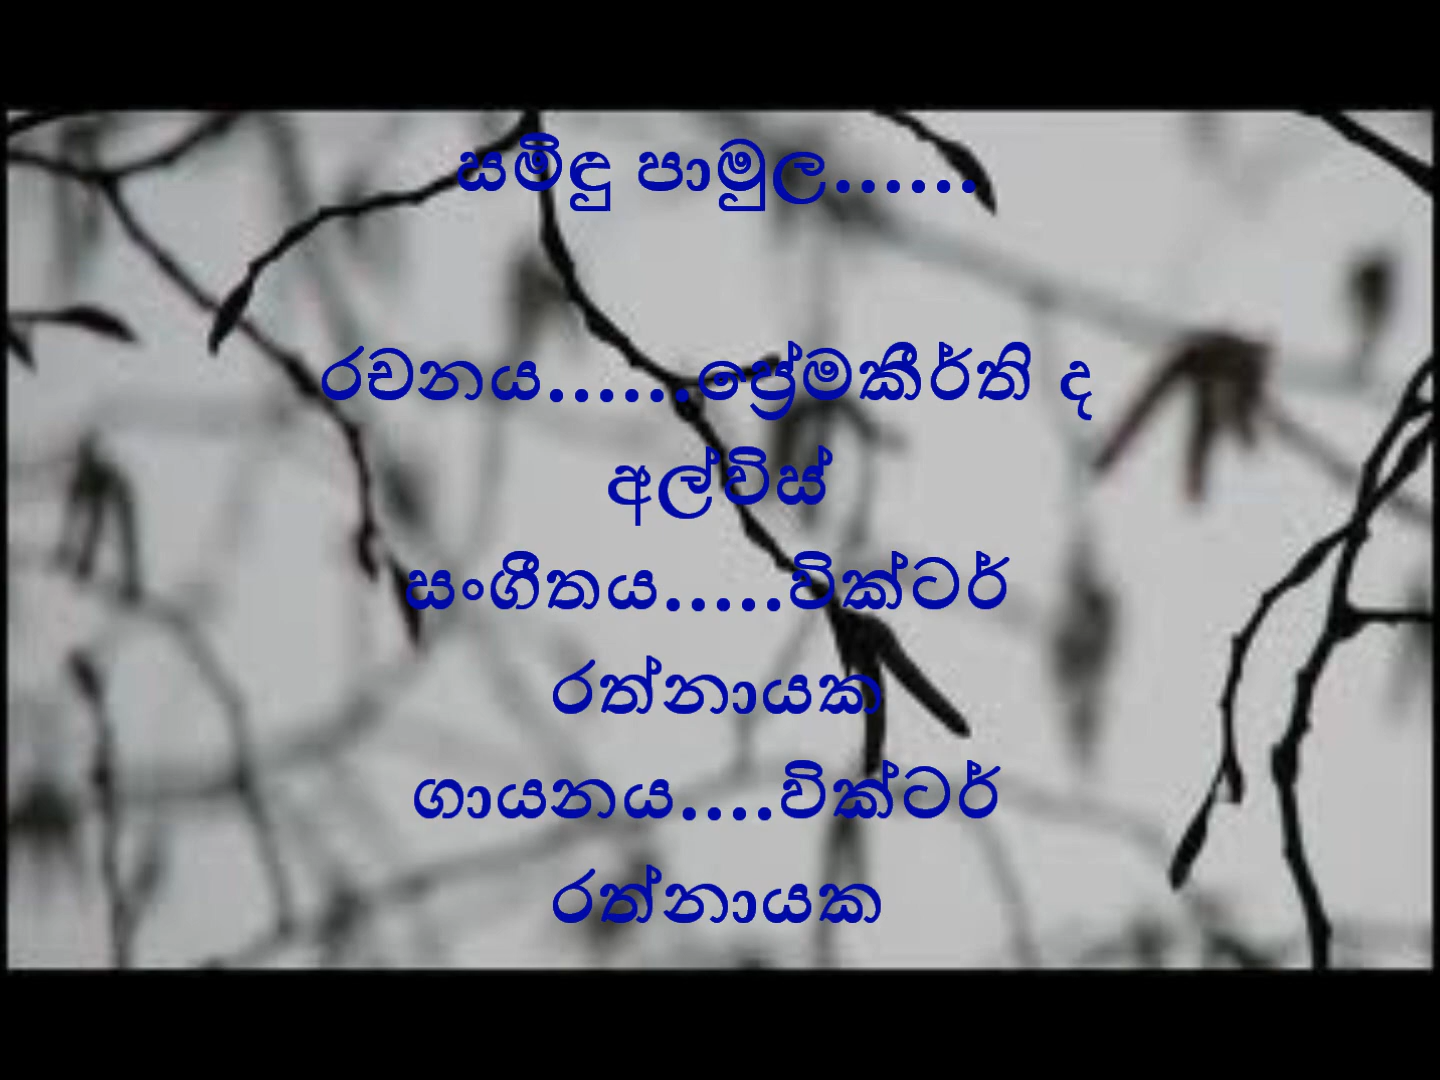 සමිඳු පාමුල......
රචනය......ප්‍රේමකීර්ති ද
අල්විස්
සංගීතය.....වික්ටර්
රත්නායක
ගායනය....වික්ටර්
රත්නායක